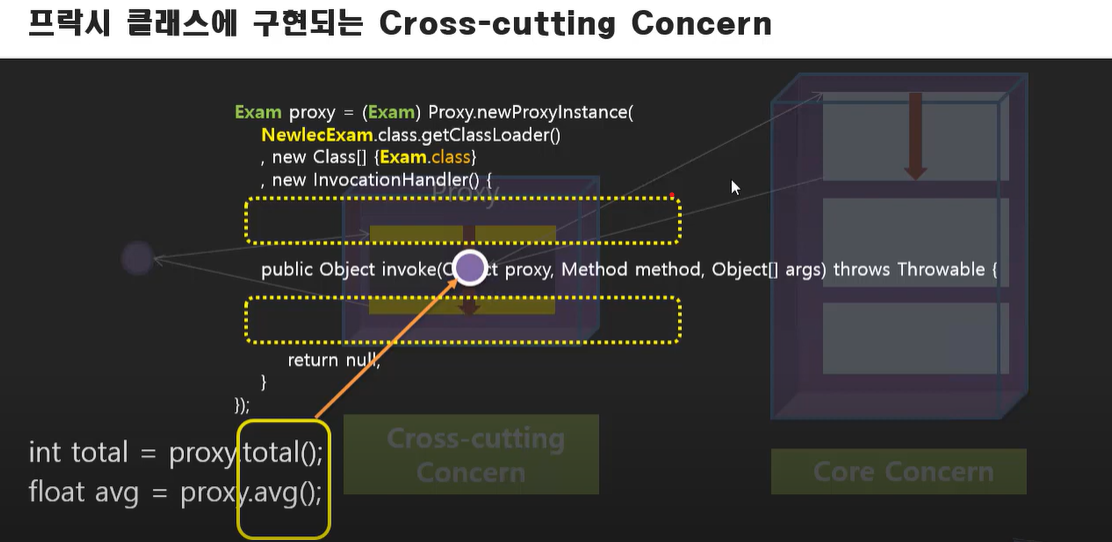 프락시 클래스에 구현되는 Cross-cutting Concern
Exam proxy = (Exam) Proxy.newProxyInstance(
NewlecExam.class.getClassLoader()
, new Class[] {Exam.class}
, new InvocationHandler() {
Proxy
public Object invoke( proxy, Method method, Object[] args) throws Throwable {
return null;
}
});
int total = proxy.total();
float avg = proxy.avg();
Cross-cutting
Concern
Core Concern